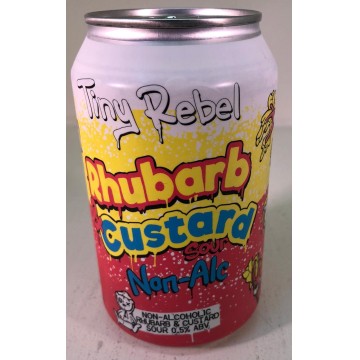 Tiny Rebel
Rhubarb
Custard
Sour
Non-Alc
NON-ALCOHOLIC
RHUBARB & CUSTARD
SOUR 0,5% ABV